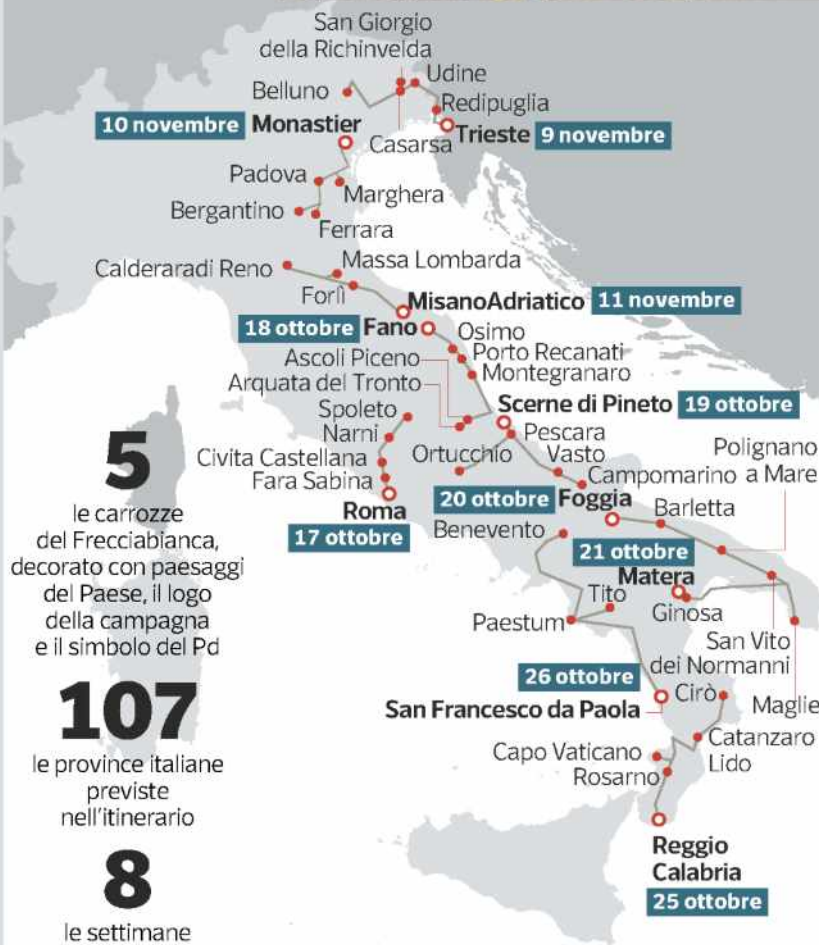 San Giorgio
della Richinvelda
Udine
Belluno
Redipuglia
10 novembre Monastier
Casarsa
Trieste 9 novembre
Padova
Marghera
Bergantino
Ferrara
Calderaradi Reno
Massa Lombarda
Forlì
MisanoAdriatico 11 novembre
18 ottobre Fano
Osimo
Ascoli Piceno
Porto Recanati
Arquata del Tronto
Montegranaro
Spoleto
Scerne di Pineto 19 ottobre
Narni
Pescara
Civita Castellana
Ortucchio
Vasto
Polignano
a Mare
Fara Sabina
Campomarino
Roma
17 ottobre
20 ottobre Foggia
Barletta
Benevento
21 ottobre
Matera
Tito
Ginosa
Paestum
San Vito
dei Normanni
26 ottobre
San Francesco da Paola
Cirò
Maglie
Catanzaro
Lido
Capo Vaticano
Rosarno
Reggio
Calabria
25 ottobre
5
le carrozze
del Frecciabianca,
decorato con paesaggi
del Paese, il logo
della campagna
e il simbolo del Pd
107
le province italiane
previste
nell'itinerario
8
le settimane